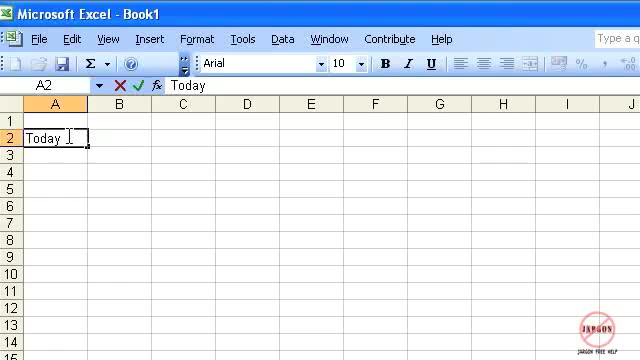 Microsoft Excel - Book1
File Edit View Insert Format Tools Data Window Contribute Help Type a q
Σ Arial 10 B I U % ,
A2 fx Today
A B C D E F G H I J
1
2 Today
3
4
5
6
7
8
9
10
11
12
13
14
JARGON
JARGON FREE HELP